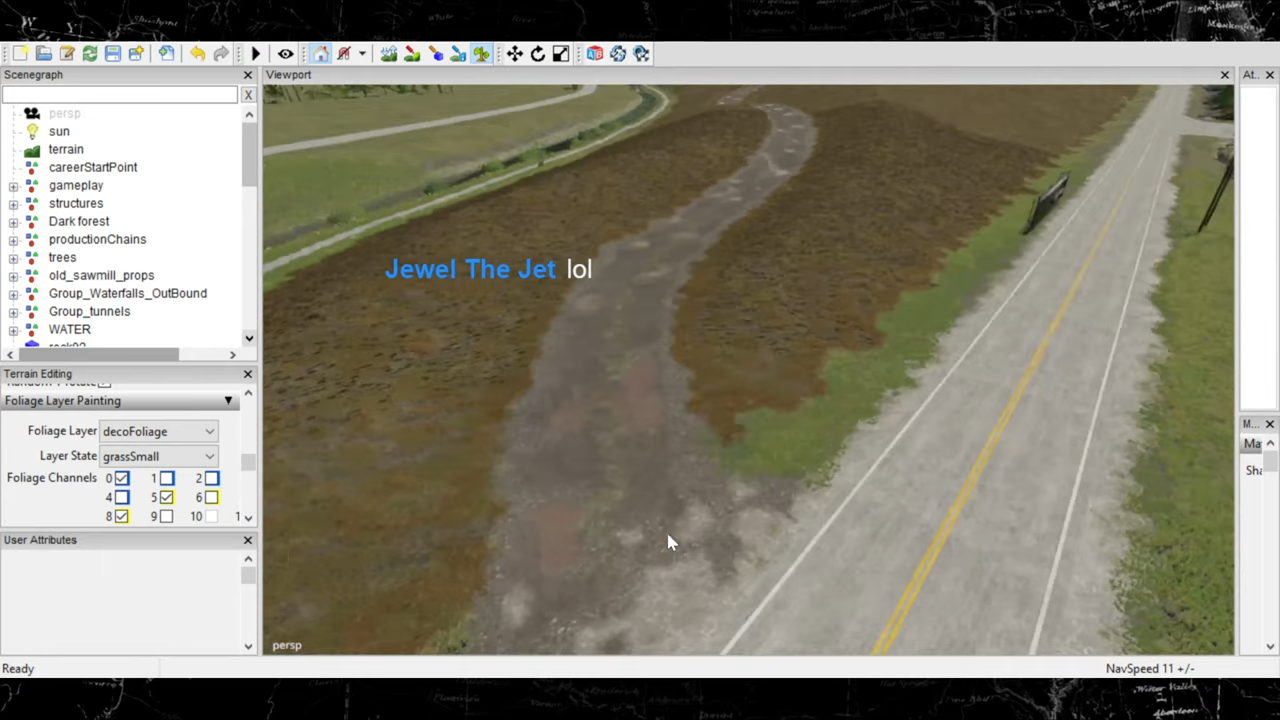 Scenegraph
Viewport
At..
X
persp
sun
terrain
careerStartPoint
gameplay
structures
Dark forest
productionChains
trees
old_sawmill_props
Group_Waterfalls_OutBound
Group_tunnels
WATER
Jewel The Jet lol
Terrain Editing
Foliage Layer Painting
Foliage Layer decoFoliage
Layer State grassSmall
Foliage Channels 0 1 2
4 5 6
8 9 10 1
User Attributes
M...
Ma
Sha
persp
Ready
NavSpeed 11 +/-